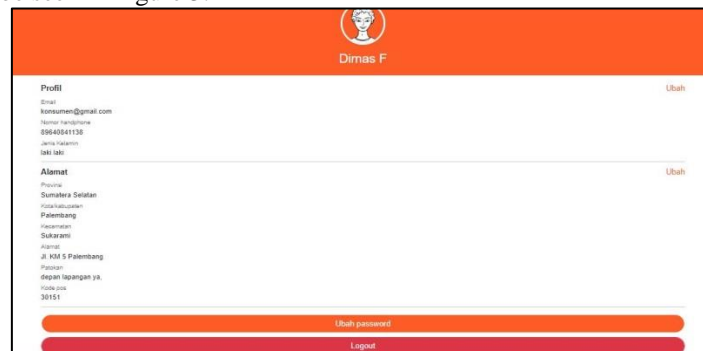 Dimas F
Profil
Ubah
Email
konsumen@gmail.com
Nomor Handphone
89640841138
Jenis Kelamin
laki laki
Alamat
Ubah
Provinsi
Sumatera Selatan
Kota/kabupaten
Palembang
Kecamatan
Sukarami
Alamat
Jl. KM 5 Palembang
Patokan
depan lapangan ya.
Kode pos
30151
Ubah password
Logout